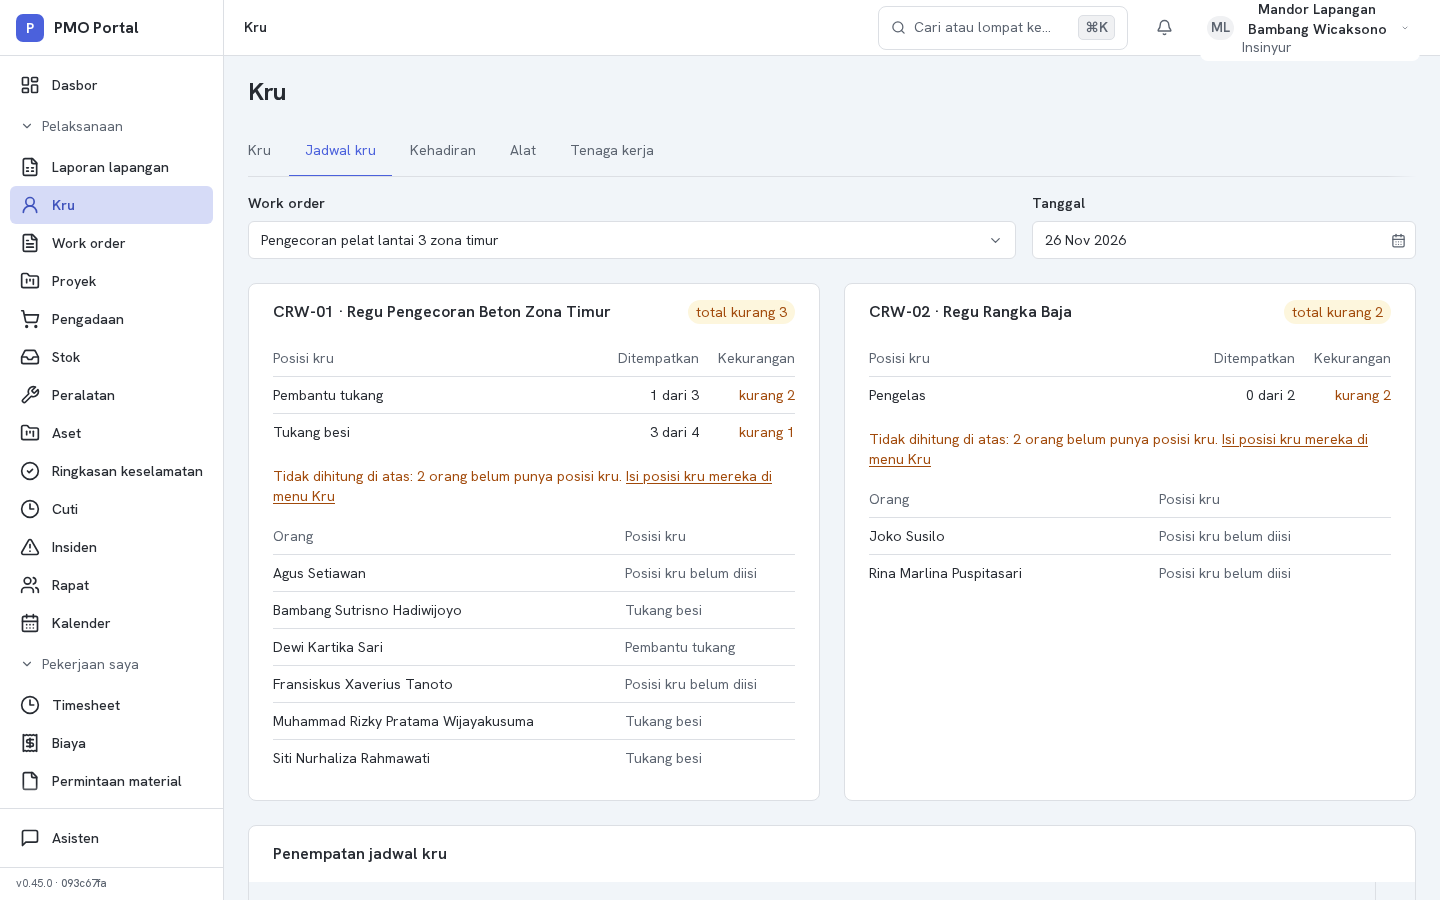 P PMO Portal
Kru
Cari atau lompat ke... ⌘K
ML
Mandor Lapangan
Bambang Wicaksono
Insinyur
Dasbor
Pelaksanaan
Laporan lapangan
Kru
Work order
Proyek
Pengadaan
Stok
Peralatan
Aset
Ringkasan keselamatan
Cuti
Insiden
Rapat
Kalender
Pekerjaan saya
Timesheet
Biaya
Permintaan material
Asisten
v0.45.0 · 093c67fa
Kru
Kru Jadwal kru Kehadiran Alat Tenaga kerja
Work order
Pengecoran pelat lantai 3 zona timur
Tanggal
26 Nov 2026
CRW-01 · Regu Pengecoran Beton Zona Timur total kurang 3
Posisi kru Ditempatkan Kekurangan
Pembantu tukang 1 dari 3 kurang 2
Tukang besi 3 dari 4 kurang 1
Tidak dihitung di atas: 2 orang belum punya posisi kru. Isi posisi kru mereka di
menu Kru
Orang Posisi kru
Agus Setiawan Posisi kru belum diisi
Bambang Sutrisno Hadiwijoyo Tukang besi
Dewi Kartika Sari Pembantu tukang
Fransiskus Xaverius Tanoto Posisi kru belum diisi
Muhammad Rizky Pratama Wijayakusuma Tukang besi
Siti Nurhaliza Rahmawati Tukang besi
CRW-02 · Regu Rangka Baja total kurang 2
Posisi kru Ditempatkan Kekurangan
Pengelas 0 dari 2 kurang 2
Tidak dihitung di atas: 2 orang belum punya posisi kru. Isi posisi kru mereka di
menu Kru
Orang Posisi kru
Joko Susilo Posisi kru belum diisi
Rina Marlina Puspitasari Posisi kru belum diisi
Penempatan jadwal kru